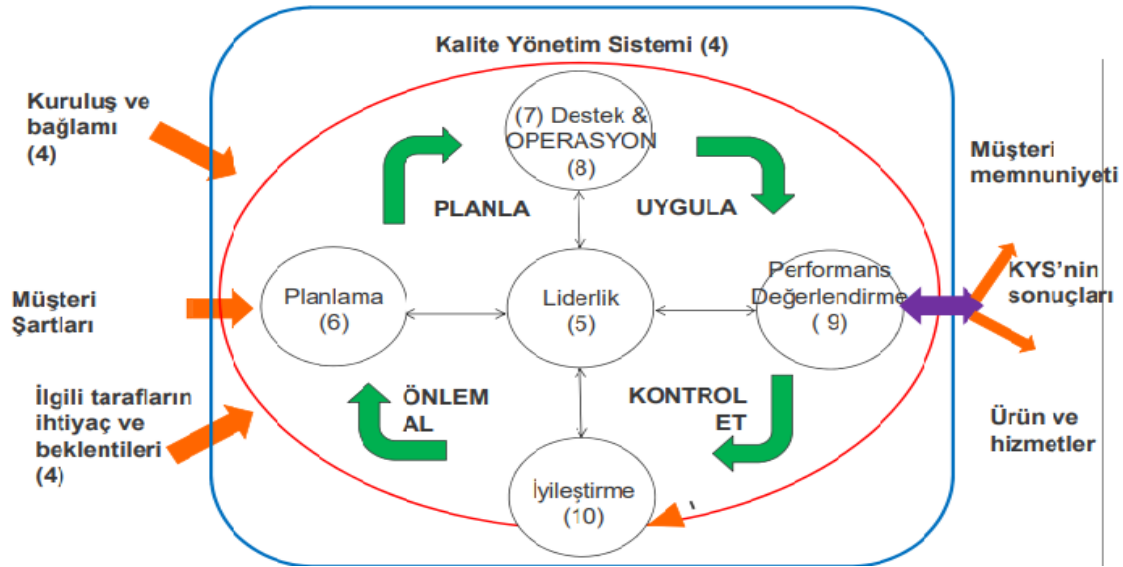 Kalite Yönetim Sistemi (4)
Kuruluş ve
bağlamı
(4)
Müşteri
Şartları
İlgili tarafların
ihtiyaç ve
beklentileri
(4)
(7) Destek &
OPERASYON
(8)
PLANLA
UYGULA
Planlama
(6)
Liderlik
(5)
Performans
Değerlendirme
( 9)
ÖNLEM
AL
KONTROL
ET
İyileştirme
(10)
Müşteri
memnuniyeti
KYS’nin
sonuçları
Ürün ve
hizmetler